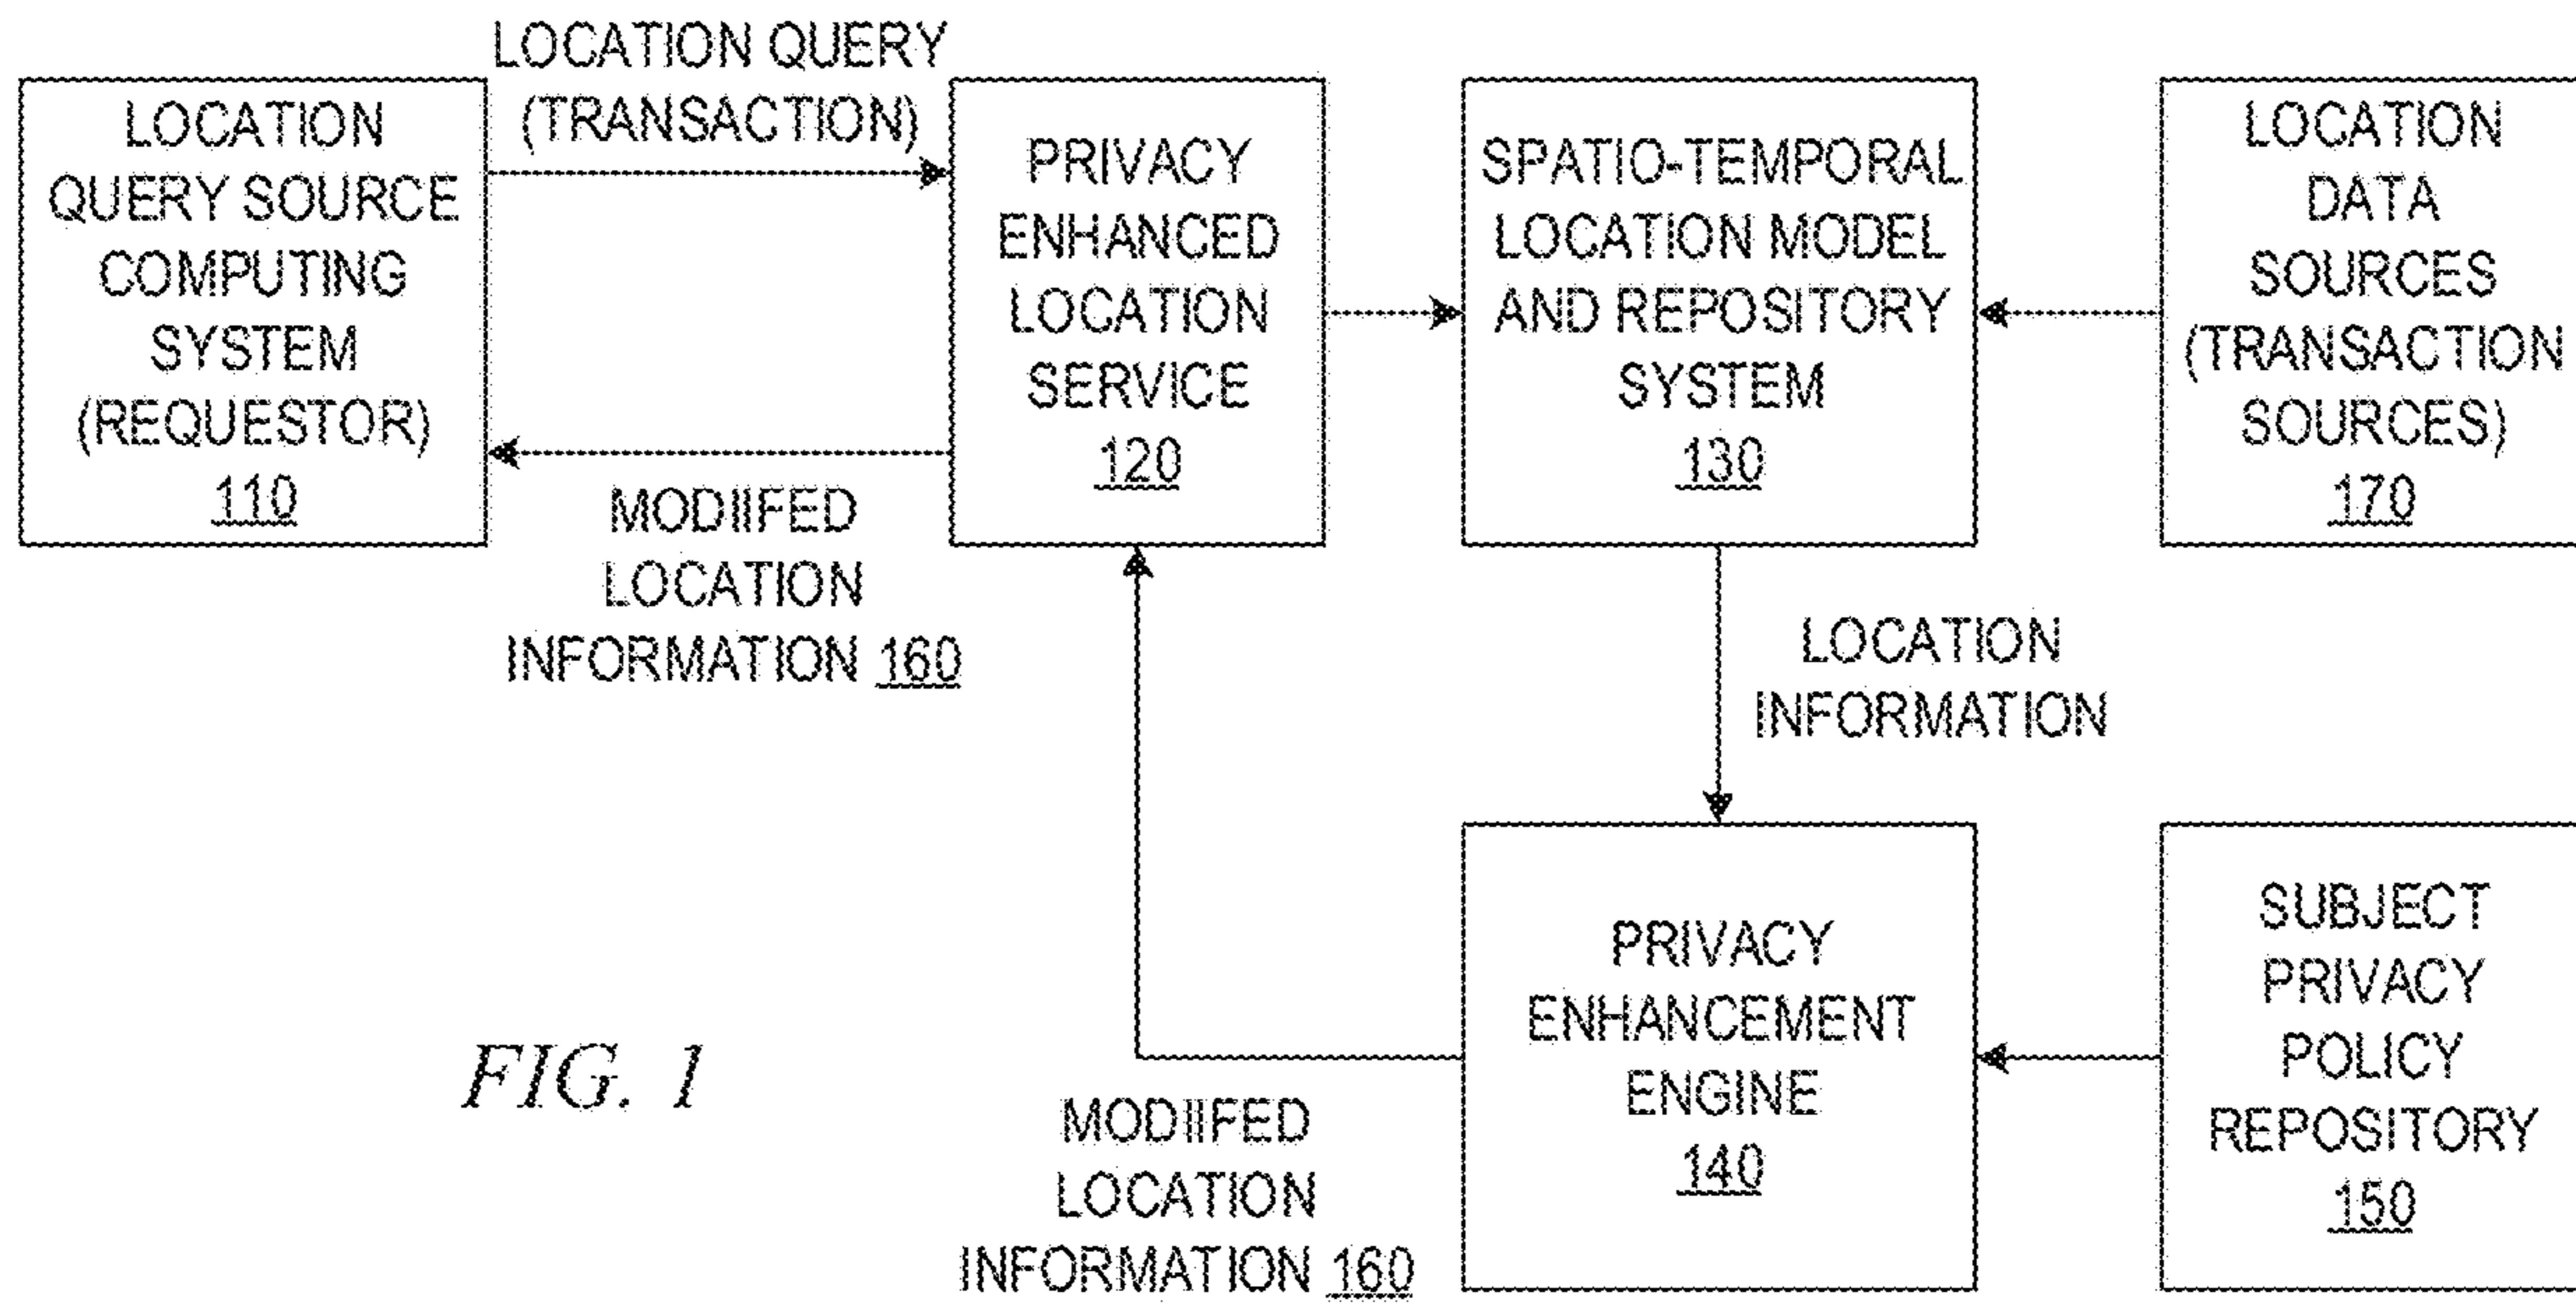 LOCATION QUERY
(TRANSACTION)
LOCATION
QUERY SOURCE
COMPUTING
SYSTEM
(REQUESTOR)
110
PRIVACY
ENHANCED
LOCATION
SERVICE
120
SPATIO-TEMPORAL
LOCATION MODEL
AND REPOSITORY
SYSTEM
130
LOCATION
DATA
SOURCES
(TRANSACTION
SOURCES)
170
MODIIFED
LOCATION
INFORMATION 160
LOCATION
INFORMATION
PRIVACY
ENHANCEMENT
ENGINE
140
SUBJECT
PRIVACY
POLICY
REPOSITORY
150
MODIIFED
LOCATION
INFORMATION 160
FIG. 1